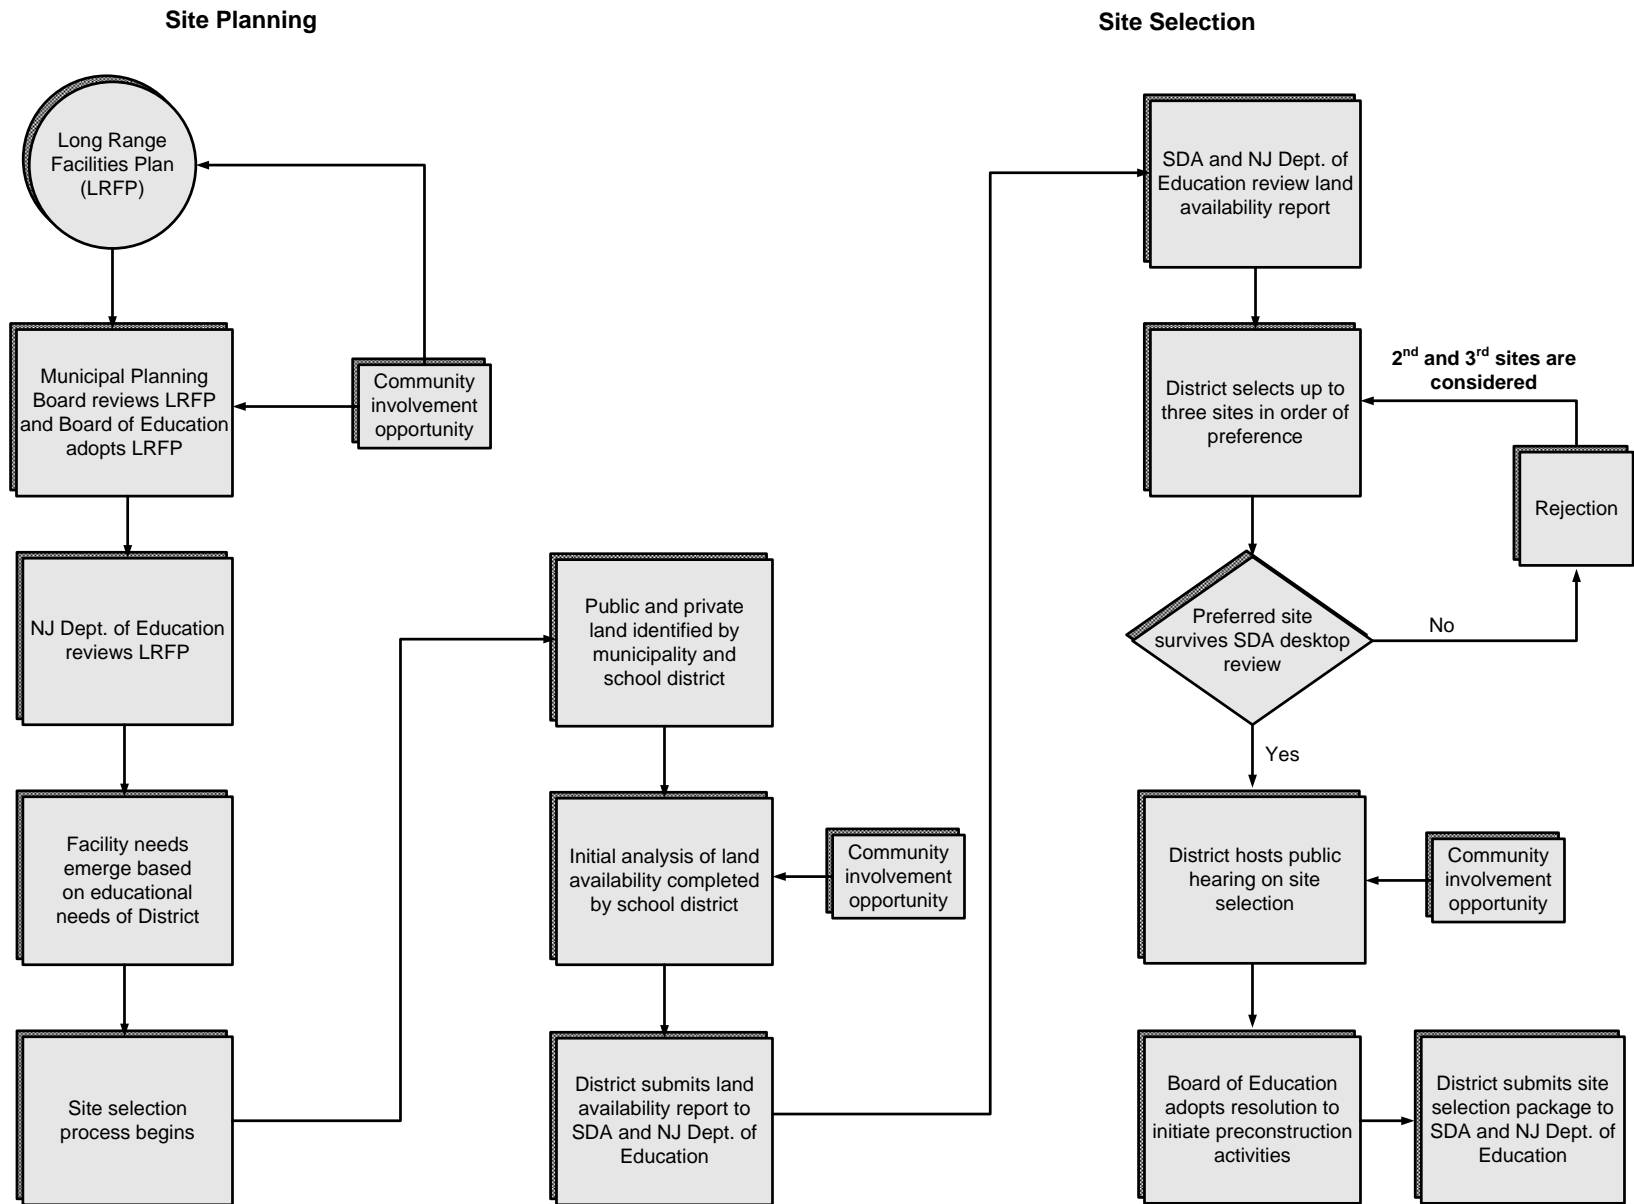 Site Planning
Site Selection
Long Range
Facilities Plan
(LRFP)
Municipal Planning
Board reviews LRFP
and Board of Education
adopts LRFP
Community
involvement
opportunity
NJ Dept. of Education
reviews LRFP
Facility needs
emerge based
on educational
needs of District
Site selection
process begins
Public and private
land identified by
municipality and
school district
Initial analysis of land
availability completed
by school district
Community
involvement
opportunity
District submits land
availability report to
SDA and NJ Dept. of
Education
SDA and NJ Dept. of
Education review land
availability report
District selects up to
three sites in order of
preference
2nd and 3rd sites are
considered
Rejection
Preferred site
survives SDA desktop
review
No
Yes
District hosts public
hearing on site
selection
Community
involvement
opportunity
Board of Education
adopts resolution to
initiate preconstruction
activities
District submits site
selection package to
SDA and NJ Dept. of
Education